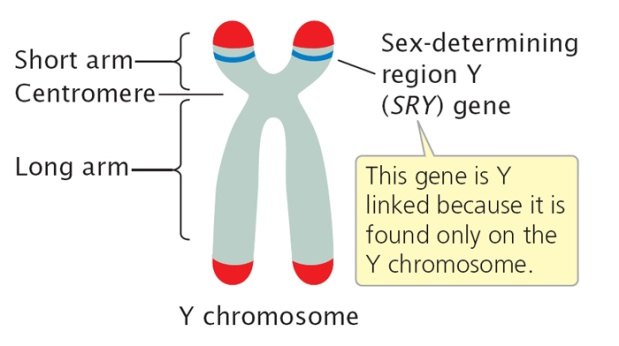 Short arm
Centromere
Long arm
Sex-determining
region Y
(SRY) gene
This gene is Y
linked because it is
found only on the
Y chromosome.
Y chromosome